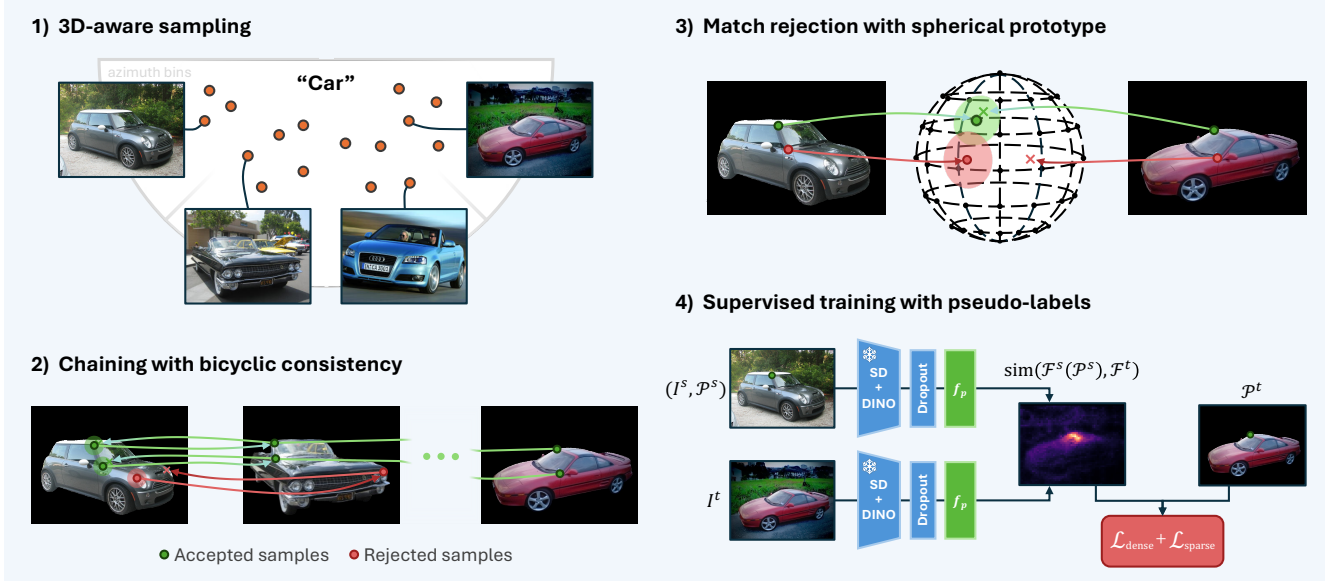 1) 3D-aware sampling
azimuth bins
“Car”
2) Chaining with bicyclic consistency
Accepted samples
Rejected samples
3) Match rejection with spherical prototype
4) Supervised training with pseudo-labels
(I^s, 𝒫^s)
SD
+
DINO
Dropout
f_p
sim(ℱ^s(𝒫^s), ℱ^t)
𝒫^t
I^t
SD
+
DINO
Dropout
f_p
ℒ_dense + ℒ_sparse